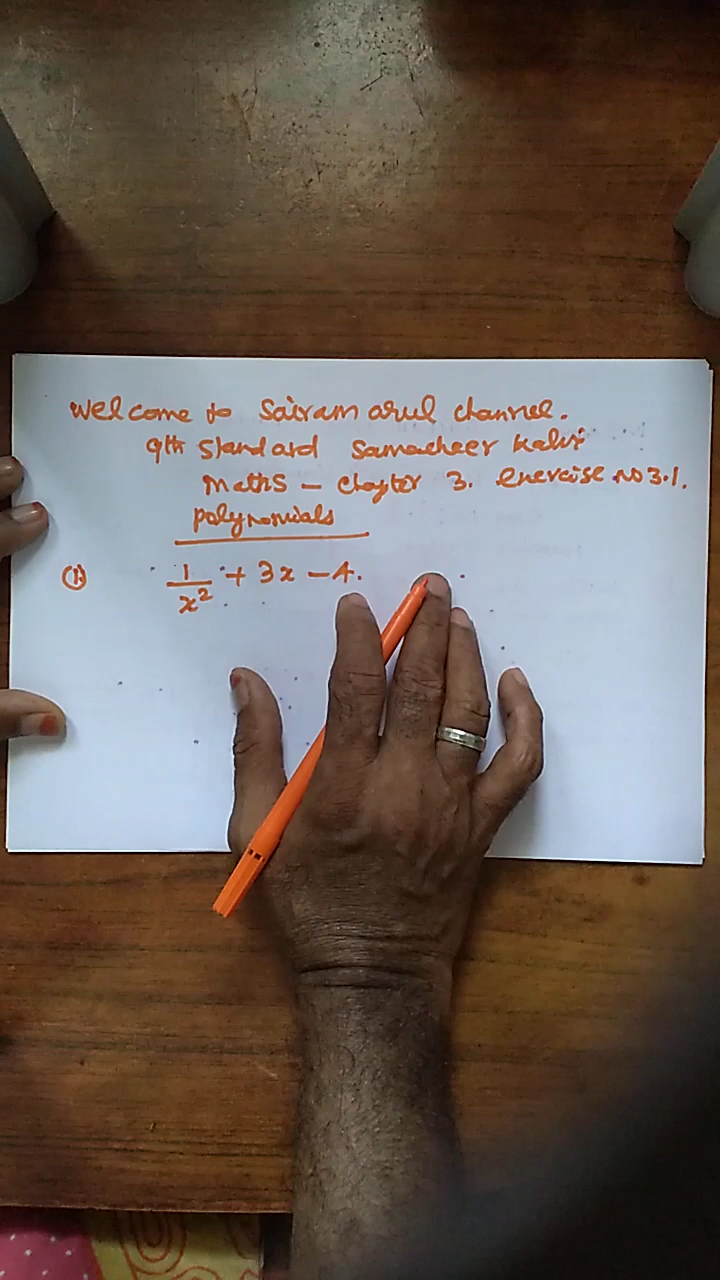 Welcome to Sairam arul channel.
9th Standard Samacheer Kalvi
Maths - Chapter 3. Exercise no 3.1.
Polynomials
(1) 1/x² + 3x - 4.